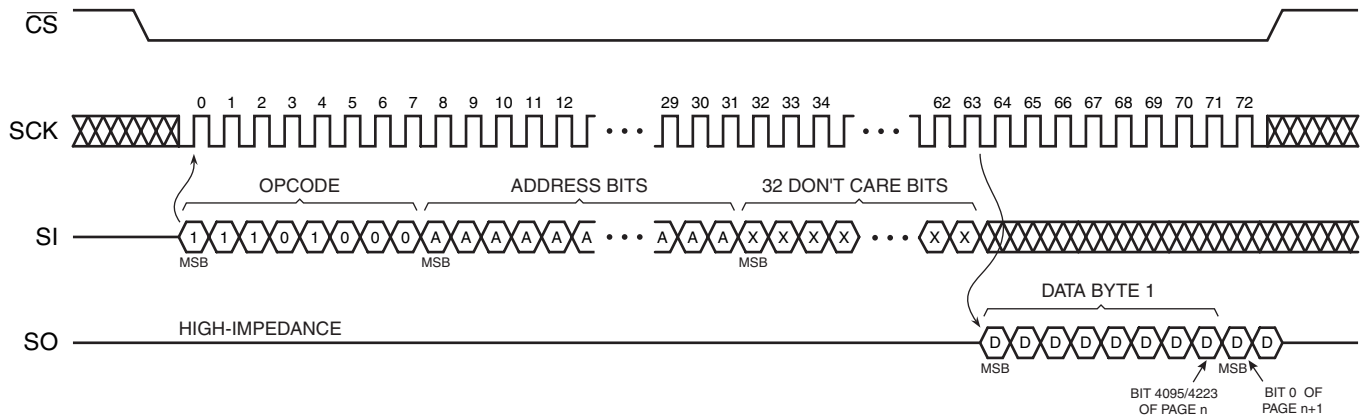 CS
SCK
0 1 2 3 4 5 6 7 8 9 10 11 12 29 30 31 32 33 34 62 63 64 65 66 67 68 69 70 71 72
OPCODE ADDRESS BITS 32 DON'T CARE BITS
SI 1 1 1 0 1 0 0 0 A A A A A A A A A X X X X X X
MSB MSB MSB
DATA BYTE 1
HIGH-IMPEDANCE
SO D D D D D D D D D D
MSB MSB
BIT 4095/4223
OF PAGE n
BIT 0 OF
PAGE n+1